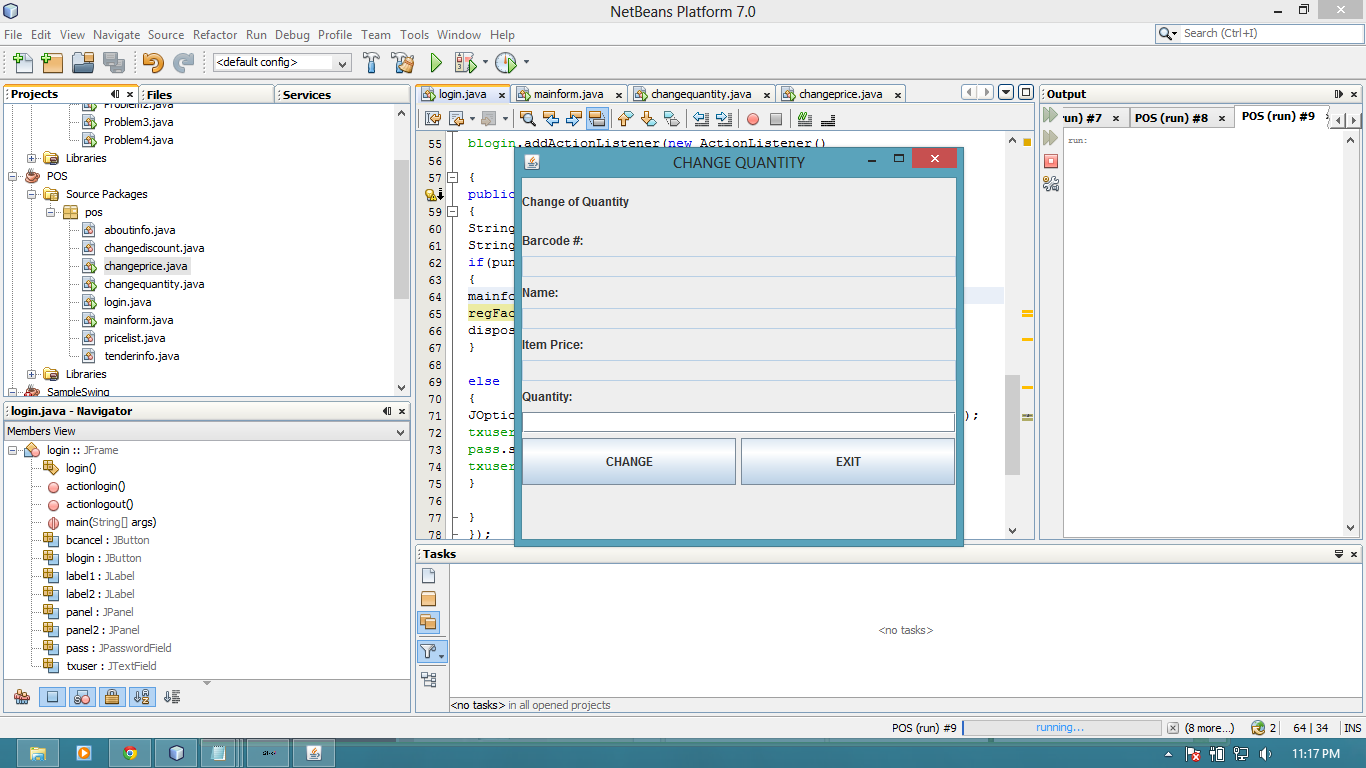 NetBeans Platform 7.0
File Edit View Navigate Source Refactor Run Debug Profile Team Tools Window Help
Search (Ctrl+I)
<default config>
Projects
Files
Services
Problem2.java
Problem3.java
Problem4.java
Libraries
POS
Source Packages
pos
aboutinfo.java
changediscount.java
changeprice.java
changequantity.java
login.java
mainform.java
pricelist.java
tenderinfo.java
Libraries
SampleSwing
login.java - Navigator
Members View
login :: JFrame
login()
actionlogin()
actionlogout()
main(String[] args)
bcancel : JButton
blogin : JButton
label1 : JLabel
label2 : JLabel
panel : JPanel
panel2 : JPanel
pass : JPasswordField
txuser : JTextField
login.java
mainform.java
changequantity.java
changeprice.java
55 blogin.addActionListener(new ActionListener()
56
57 {
public
59 {
60 String
61 String
62 if(pun
63 {
64 mainfo
65 regFac
66 dispos
67 }
68
69 else
70 {
71 JOptic );
72 txuser
73 pass.s
74 txuser
75 }
76
77 }
78 });
CHANGE QUANTITY
Change of Quantity
Barcode #:
Name:
Item Price:
Quantity:
CHANGE
EXIT
Output
run) #7
POS (run) #8
POS (run) #9
run:
Tasks
<no tasks>
<no tasks> in all opened projects
POS (run) #9
running...
(8 more...)
2
64 | 34
INS
11:17 PM